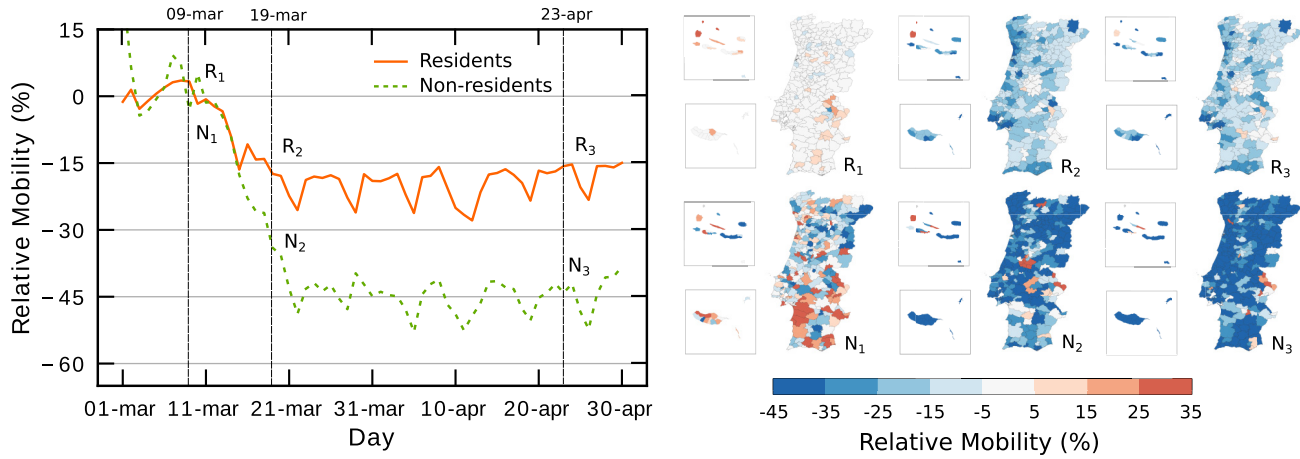 09-mar
19-mar
23-apr
15
0
−15
−30
−45
−60
Relative Mobility (%)
Residents
Non-residents
R1
N1
R2
N2
R3
N3
01-mar 11-mar 21-mar 31-mar 10-apr 20-apr 30-apr
Day
R1
R2
R3
N1
N2
N3
-45 -35 -25 -15 -5 5 15 25 35
Relative Mobility (%)